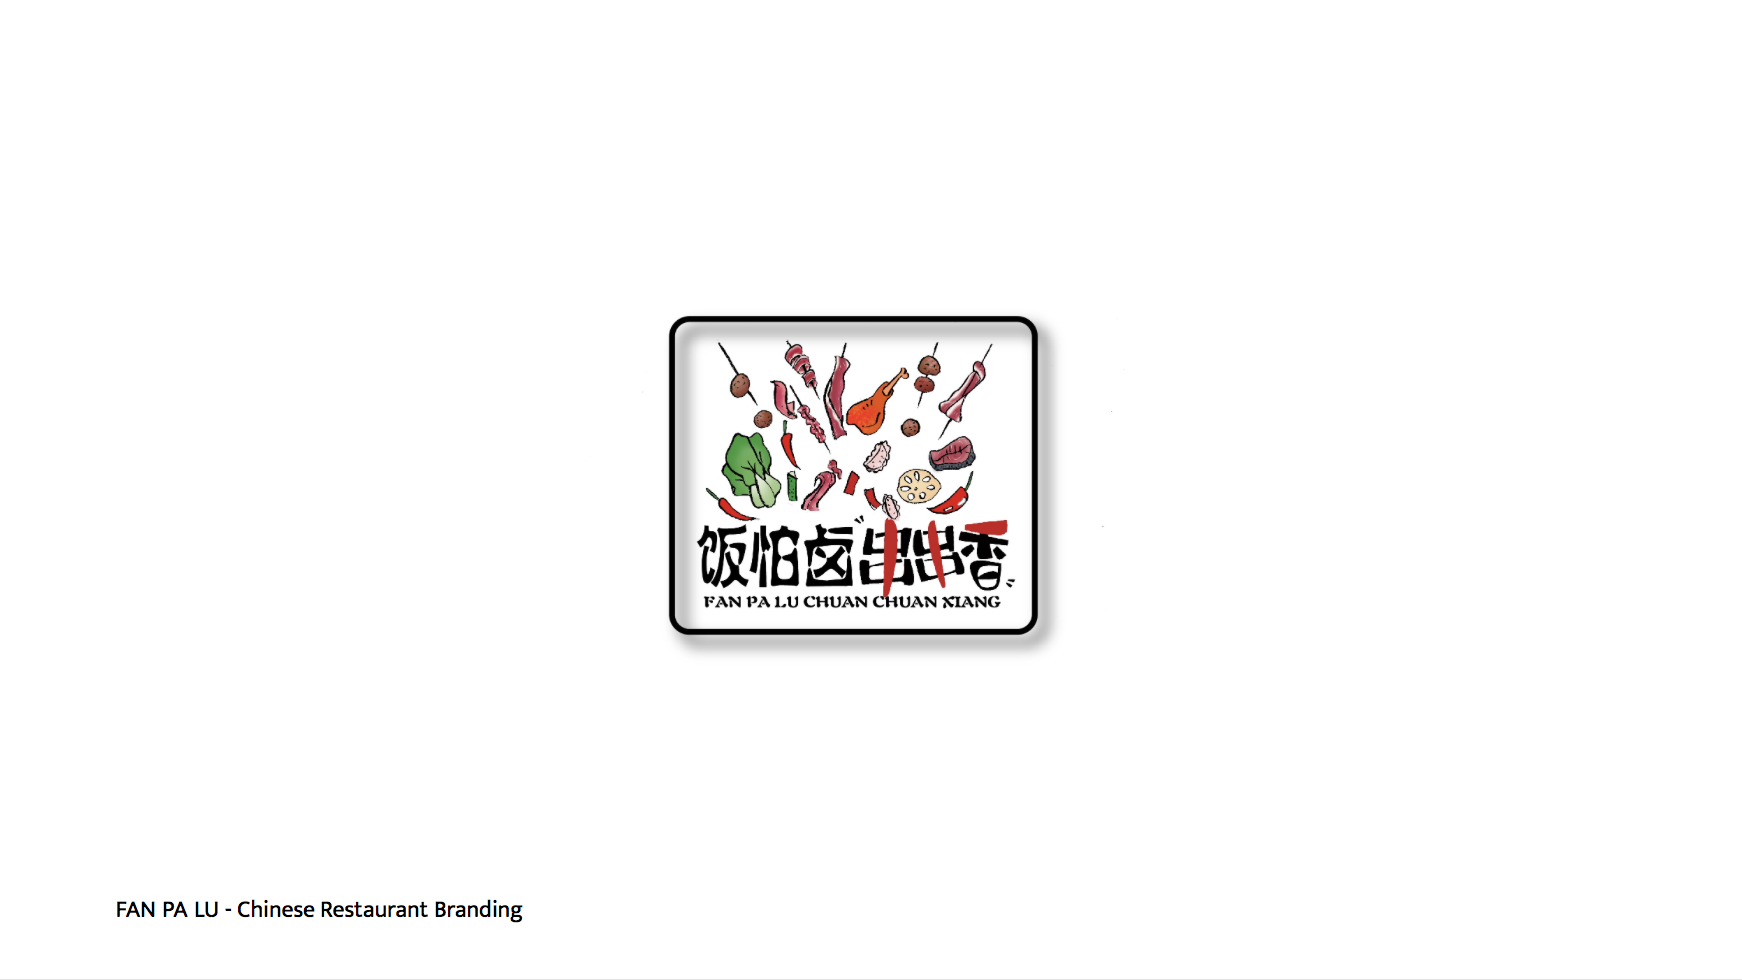 饭怕卤"串串香"
FAN PA LU CHUAN CHUAN XIANG
FAN PA LU - Chinese Restaurant Branding